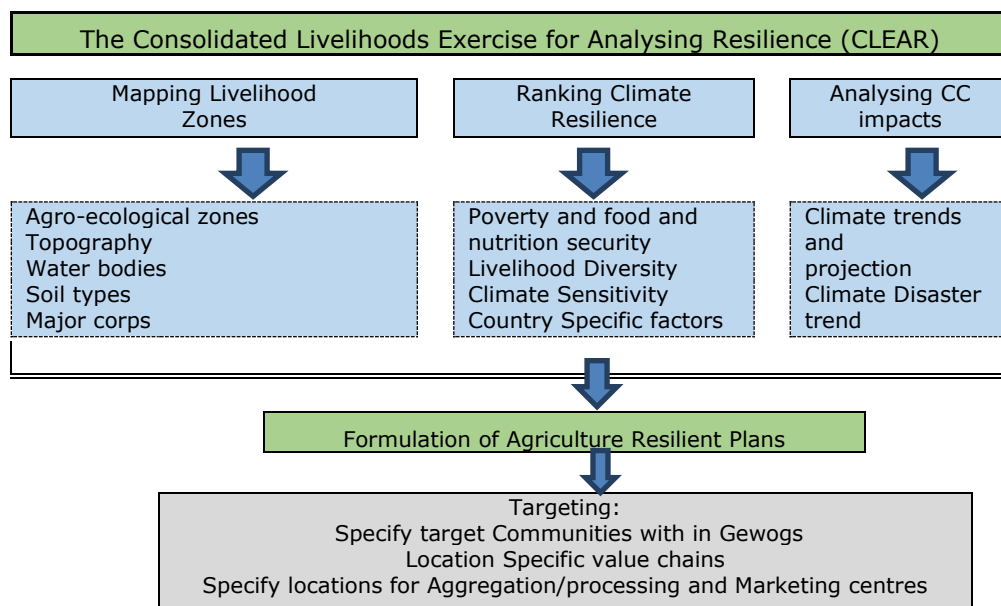 The Consolidated Livelihoods Exercise for Analysing Resilience (CLEAR)
Mapping Livelihood
Zones
Ranking Climate
Resilience
Analysing CC
impacts
Agro-ecological zones
Topography
Water bodies
Soil types
Major corps
Poverty and food and
nutrition security
Livelihood Diversity
Climate Sensitivity
Country Specific factors
Climate trends
and
projection
Climate Disaster
trend
Formulation of Agriculture Resilient Plans
Targeting:
Specify target Communities with in Gewogs
Location Specific value chains
Specify locations for Aggregation/processing and Marketing centres